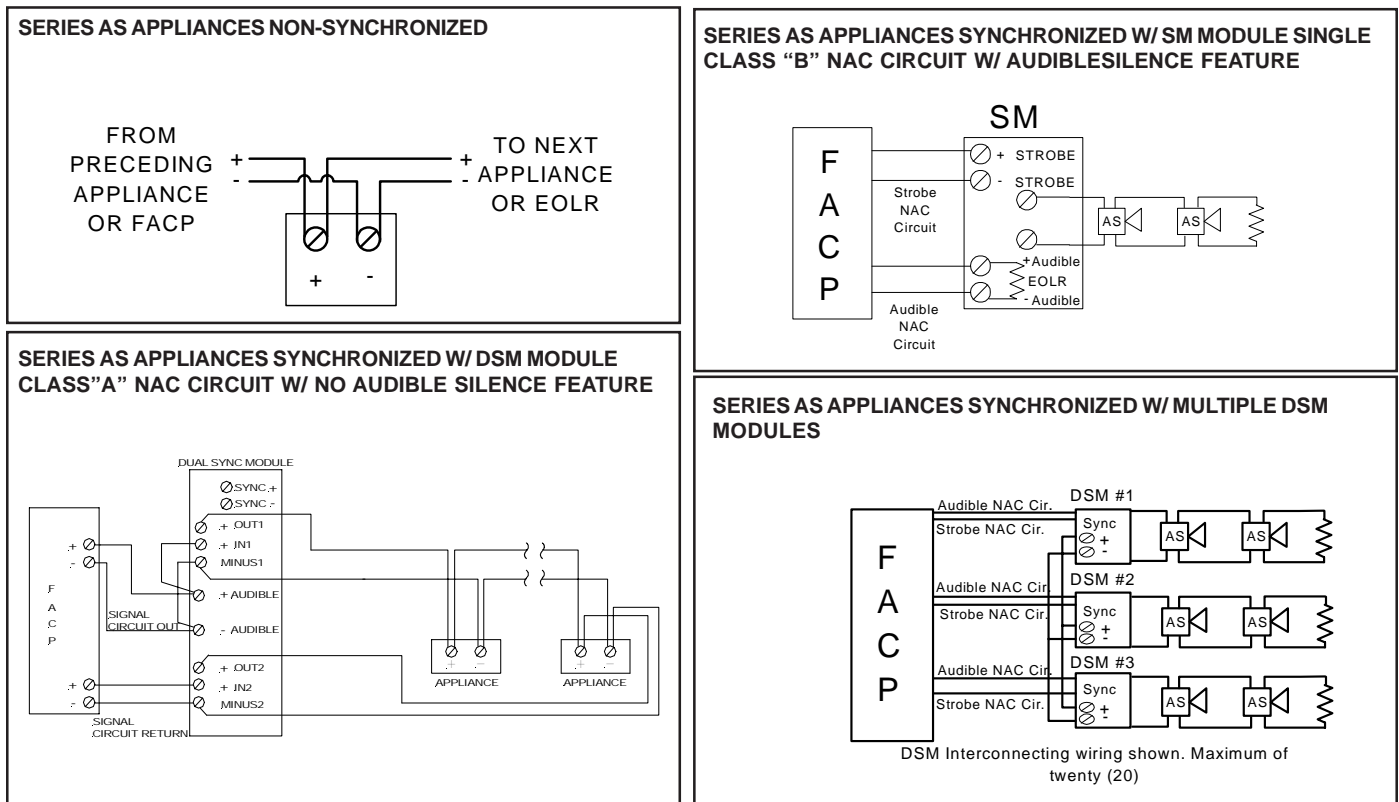 SERIES AS APPLIANCES NON-SYNCHRONIZED
FROM
PRECEDING
APPLIANCE
OR FACP
+
-
+
-
TO NEXT
APPLIANCE
OR EOLR
+ -
SERIES AS APPLIANCES SYNCHRONIZED W/ SM MODULE SINGLE
CLASS “B” NAC CIRCUIT W/ AUDIBLESILENCE FEATURE
SM
F
A
C
P
+ STROBE
- STROBE
Strobe
NAC
Circuit
AS
AS
+Audible
EOLR
- Audible
Audible
NAC
Circuit
SERIES AS APPLIANCES SYNCHRONIZED W/ DSM MODULE
CLASS”A” NAC CIRCUIT W/ NO AUDIBLE SILENCE FEATURE
DUAL SYNC MODULE
SYNC +
SYNC -
+ OUT1
+ IN1
MINUS1
+ AUDIBLE
- AUDIBLE
+ OUT2
+ IN2
MINUS2
+
-
F
A
C
P
SIGNAL
CIRCUIT OUT
+
-
SIGNAL
CIRCUIT RETURN
+ -
APPLIANCE
+ -
APPLIANCE
SERIES AS APPLIANCES SYNCHRONIZED W/ MULTIPLE DSM
MODULES
F
A
C
P
Audible NAC Cir.
Strobe NAC Cir.
DSM #1
Sync
+
-
AS
AS
Audible NAC Cir.
Strobe NAC Cir.
DSM #2
Sync
+
-
AS
AS
Audible NAC Cir.
Strobe NAC Cir.
DSM #3
Sync
+
-
AS
AS
DSM Interconnecting wiring shown. Maximum of
twenty (20)